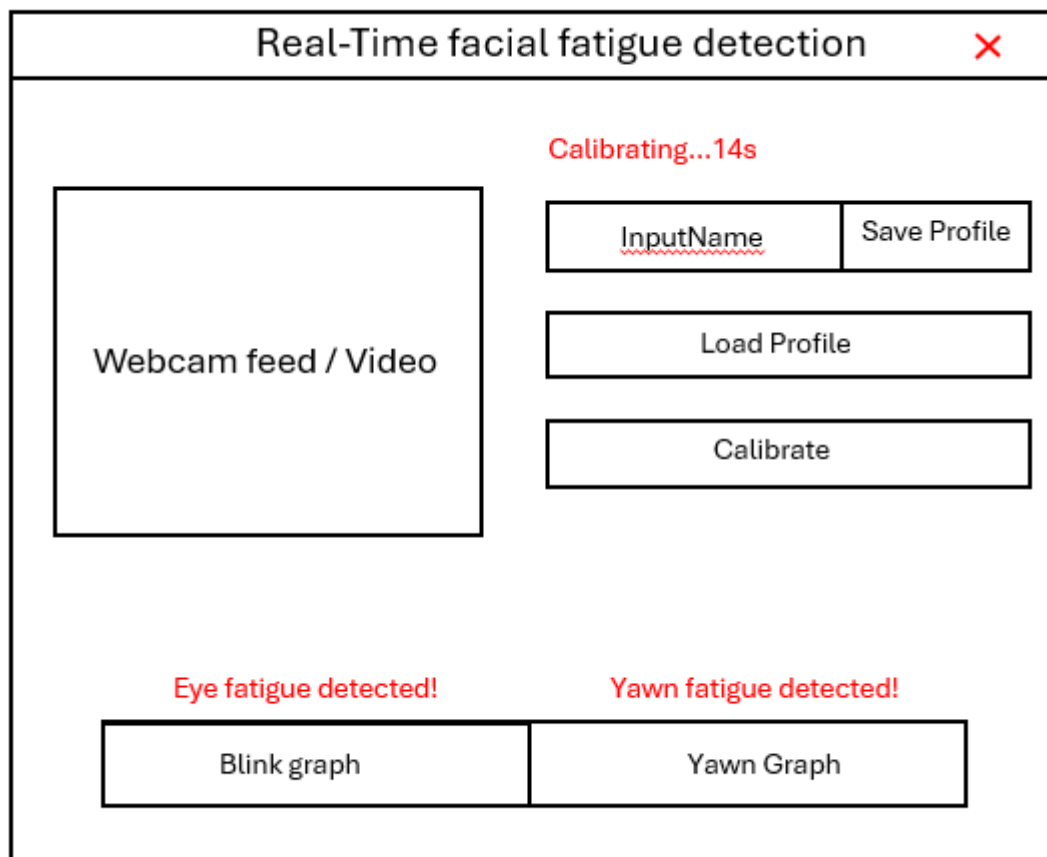 Real-Time facial fatigue detection
Calibrating...14s
InputName
Save Profile
Webcam feed / Video
Load Profile
Calibrate
Eye fatigue detected!
Yawn fatigue detected!
Blink graph
Yawn Graph